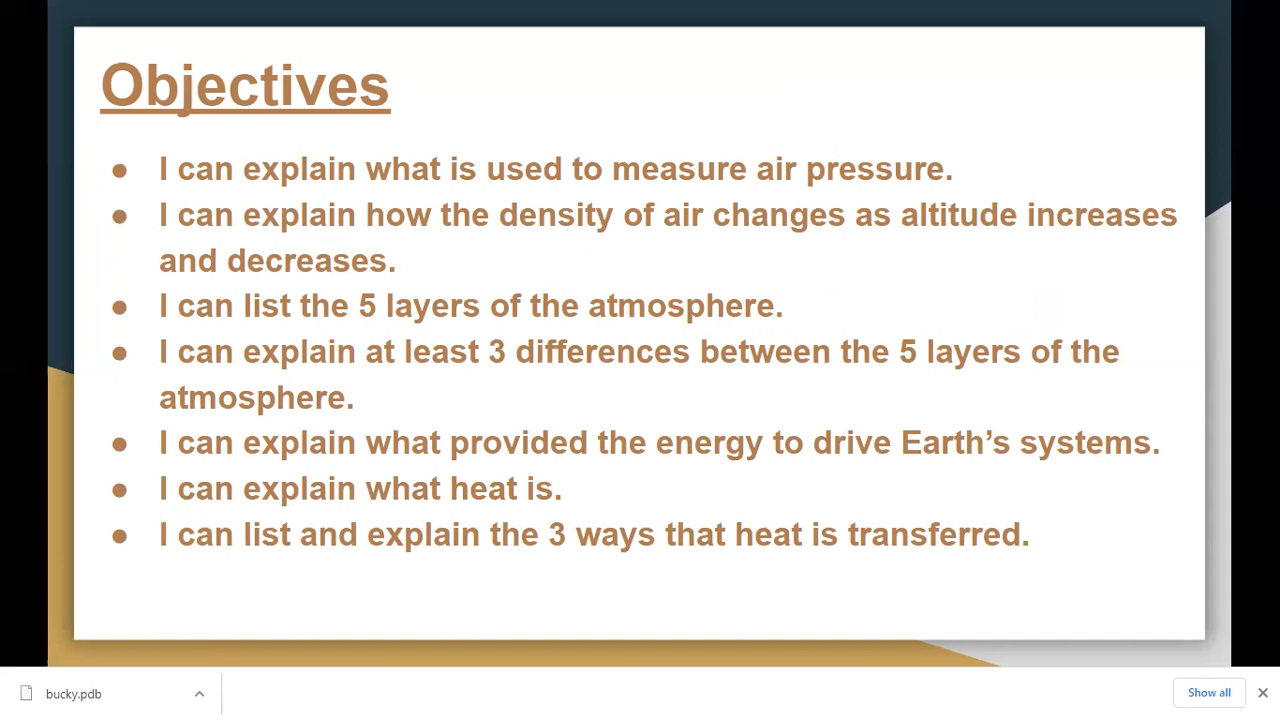 Objectives
● I can explain what is used to measure air pressure.
● I can explain how the density of air changes as altitude increases
and decreases.
● I can list the 5 layers of the atmosphere.
● I can explain at least 3 differences between the 5 layers of the
atmosphere.
● I can explain what provided the energy to drive Earth’s systems.
● I can explain what heat is.
● I can list and explain the 3 ways that heat is transferred.
bucky.pdb
Show all